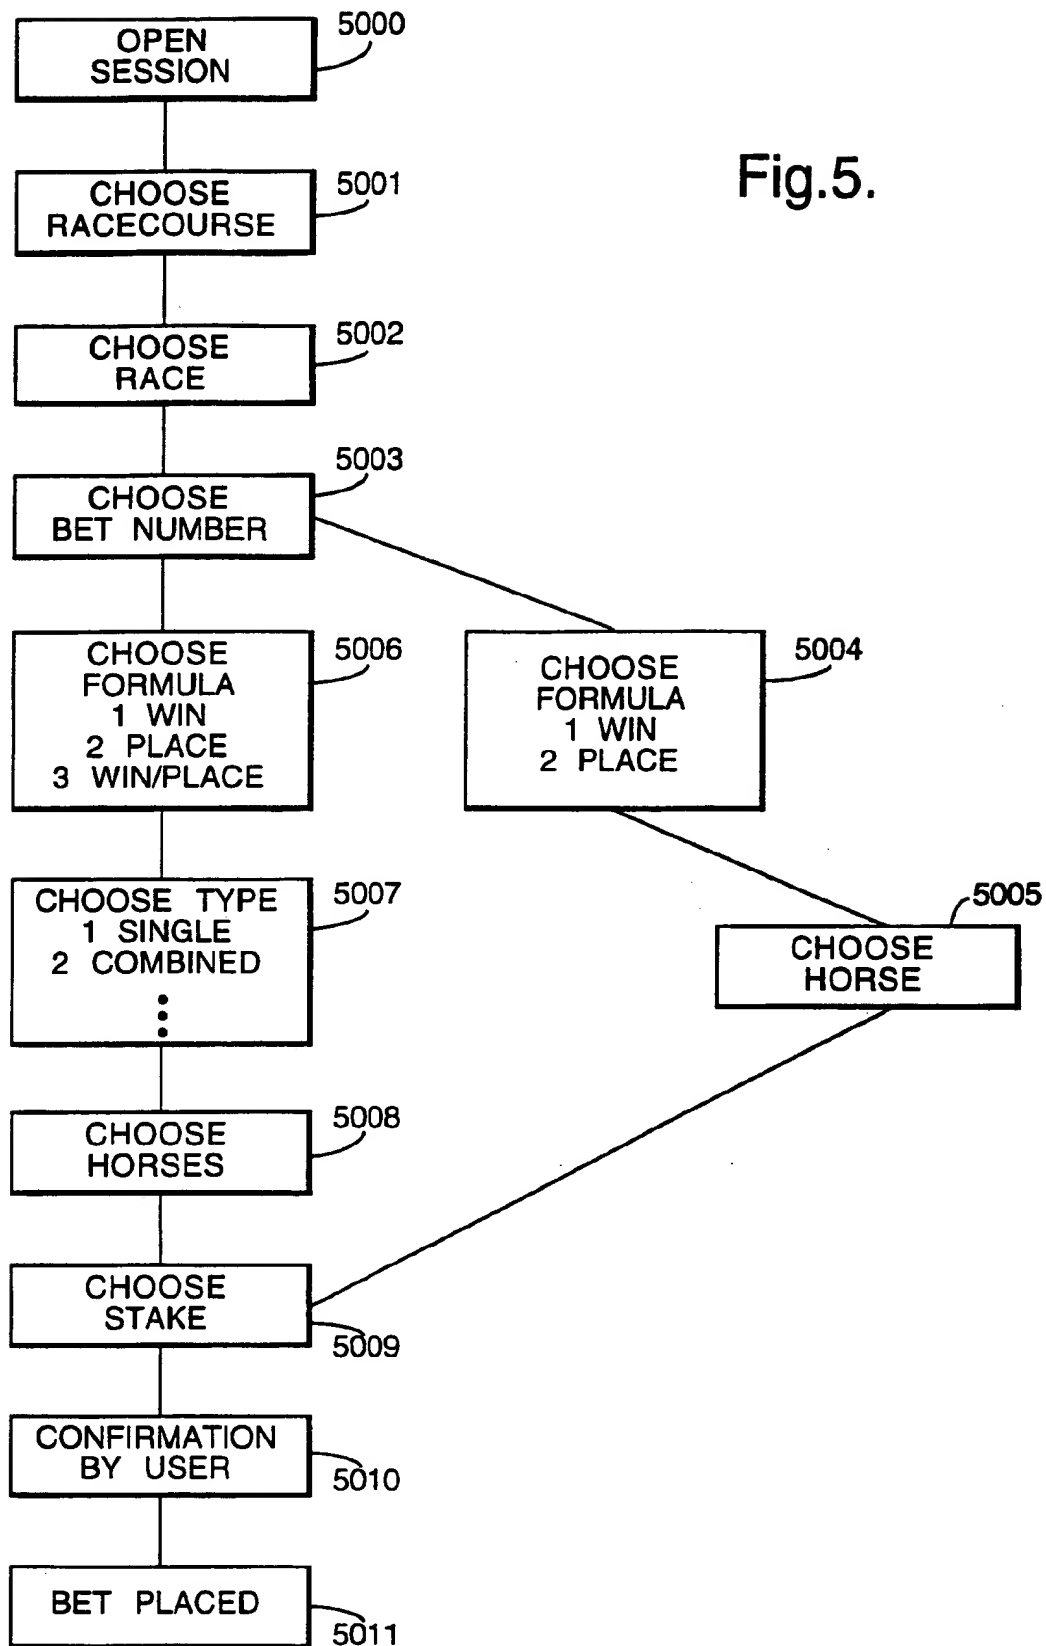 5000
OPEN
SESSION
Fig.5.
5001
CHOOSE
RACECOURSE
5002
CHOOSE
RACE
5003
CHOOSE
BET NUMBER
5006
CHOOSE
FORMULA
1 WIN
2 PLACE
3 WIN/PLACE
5004
CHOOSE
FORMULA
1 WIN
2 PLACE
5007
CHOOSE TYPE
1 SINGLE
2 COMBINED
5005
CHOOSE
HORSE
5008
CHOOSE
HORSES
CHOOSE
STAKE
5009
CONFIRMATION
BY USER
5010
BET PLACED
5011